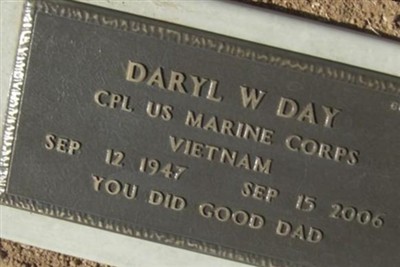 DARYL W DAY
CPL US MARINE CORPS
VIETNAM
SEP 12 1947 SEP 15 2006
YOU DID GOOD DAD